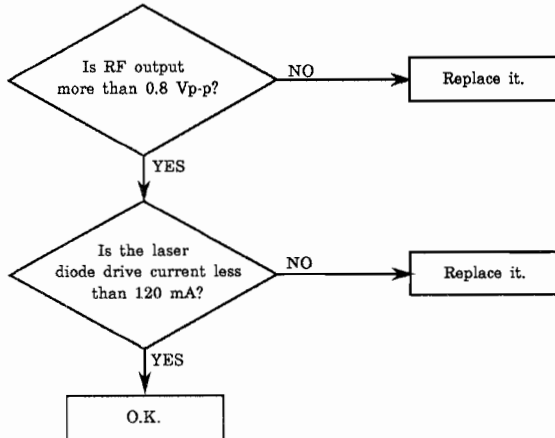 Is RF output
more than 0.8 Vp-p?
NO
Replace it.
YES
Is the laser
diode drive current less
than 120 mA?
NO
Replace it.
YES
O.K.